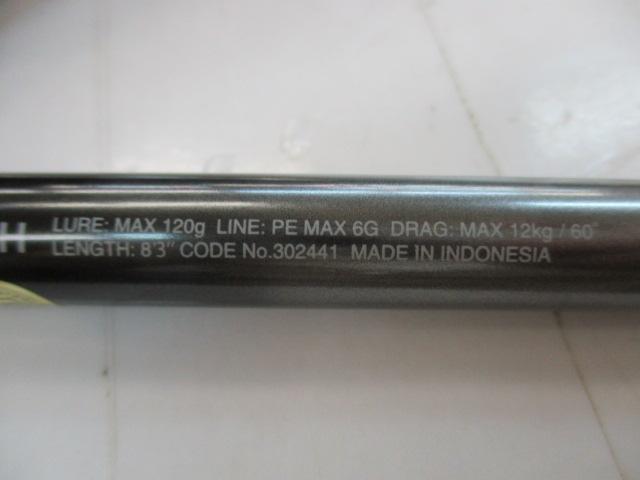 H LURE: MAX 120g LINE: PE MAX 6G DRAG: MAX 12kg / 60°
LENGTH: 8'3" CODE No.302441 MADE IN INDONESIA